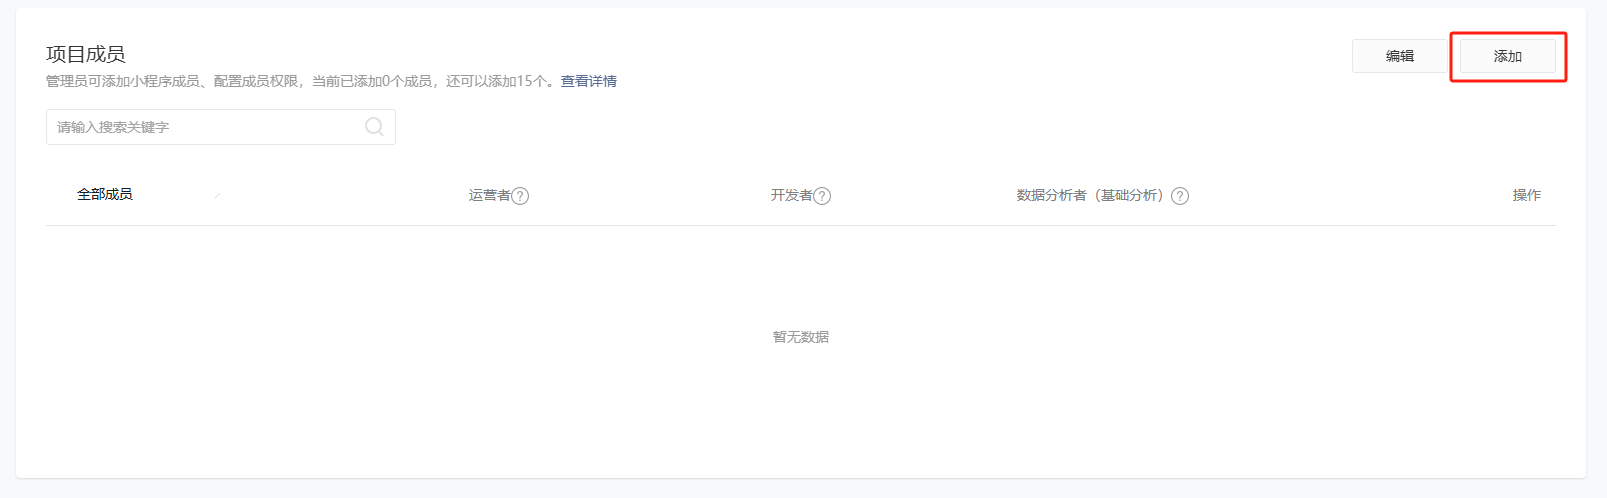 项目成员
编辑
添加
管理员可添加小程序成员、配置成员权限，当前已添加0个成员，还可以添加15个。查看详情
请输入搜索关键字
全部成员 运营者? 开发者? 数据分析者（基础分析）? 操作
暂无数据